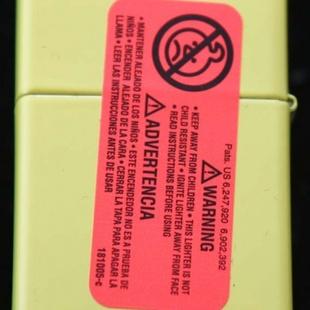 Pats. US 6,247,920 6,902,392
⚠WARNING
• KEEP AWAY FROM CHILDREN • THIS LIGHTER IS NOT
CHILD RESISTANT • IGNITE LIGHTER AWAY FROM FACE
• READ INSTRUCTIONS BEFORE USING
⚠ADVERTENCIA
• MANTENER ALEJADO DE LOS NIÑOS • ESTE ENCENDEDOR NO ES A PRUEBA DE
NIÑOS • ENCENDER ALEJADO DE LA CARA • CERRAR LA TAPA PARA APAGAR LA
LLAMA • LEER LAS INSTRUCCIONES ANTES DE USAR
181005-c